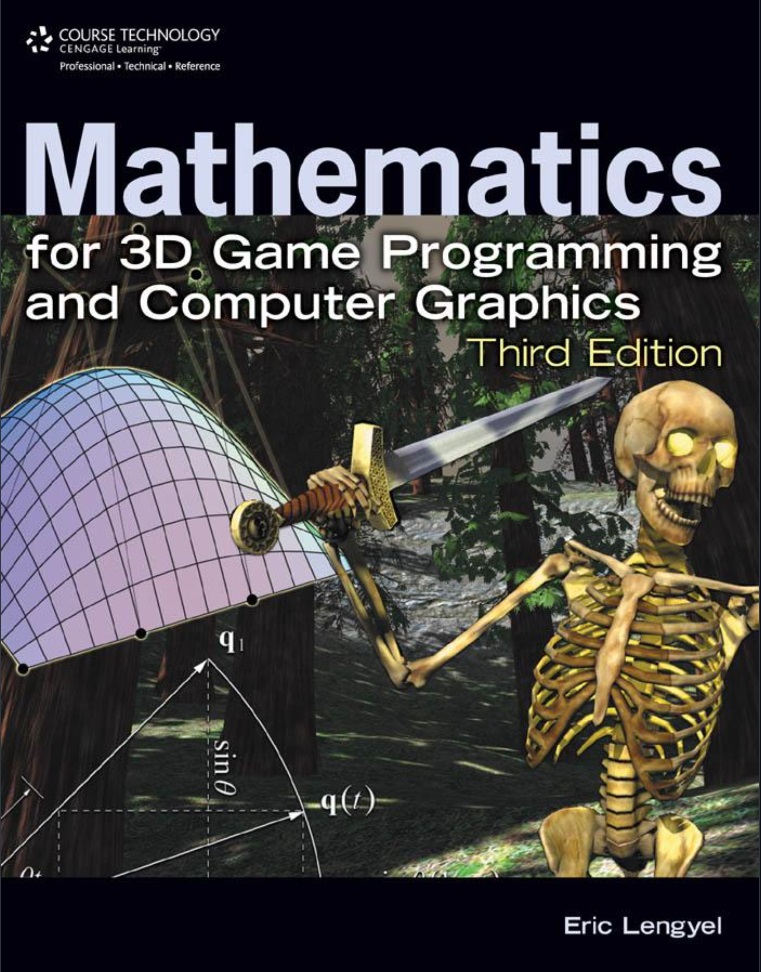 COURSE TECHNOLOGY
CENGAGE Learning™
Professional • Technical • Reference
Mathematics
for 3D Game Programming
and Computer Graphics
Third Edition
q₁
sin θ
q(t)
Eric Lengyel